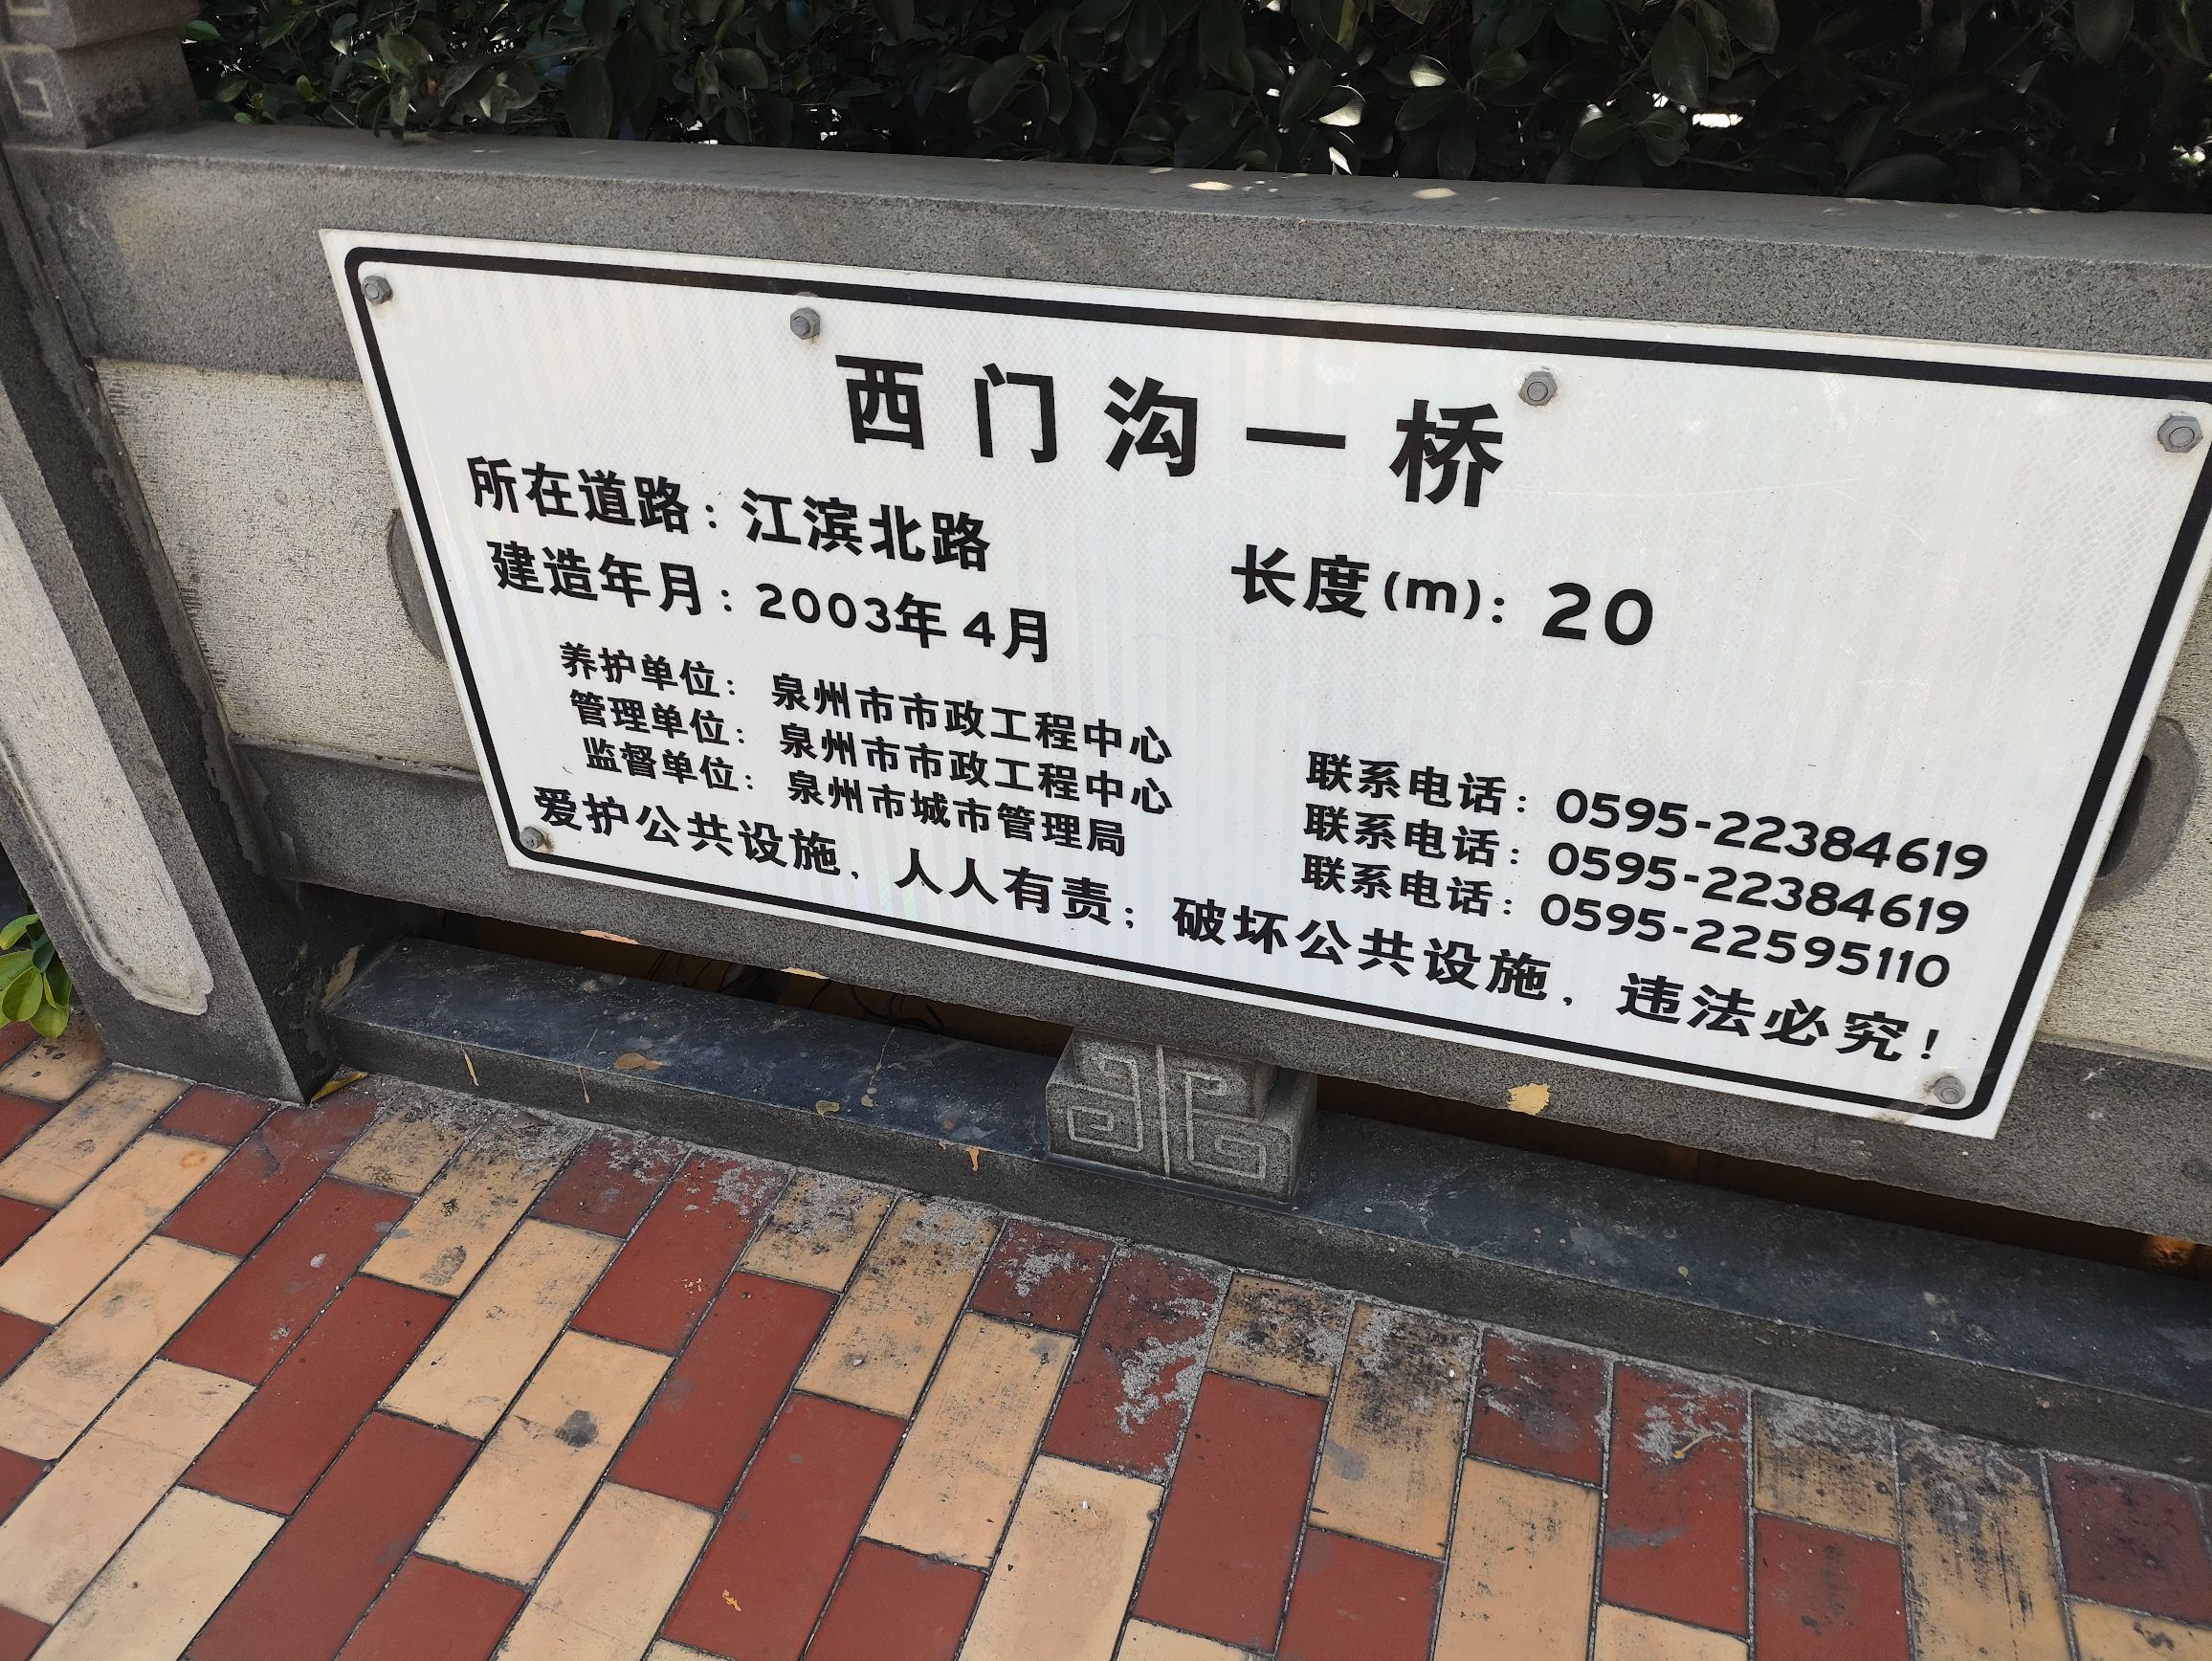 西门沟一桥
所在道路：江滨北路
长度(m)：20
建造年月：2003年4月
养护单位：泉州市市政工程中心 联系电话：0595-22384619
管理单位：泉州市市政工程中心 联系电话：0595-22384619
监督单位：泉州市城市管理局 联系电话：0595-22595110
爱护公共设施，人人有责；破坏公共设施，违法必究！